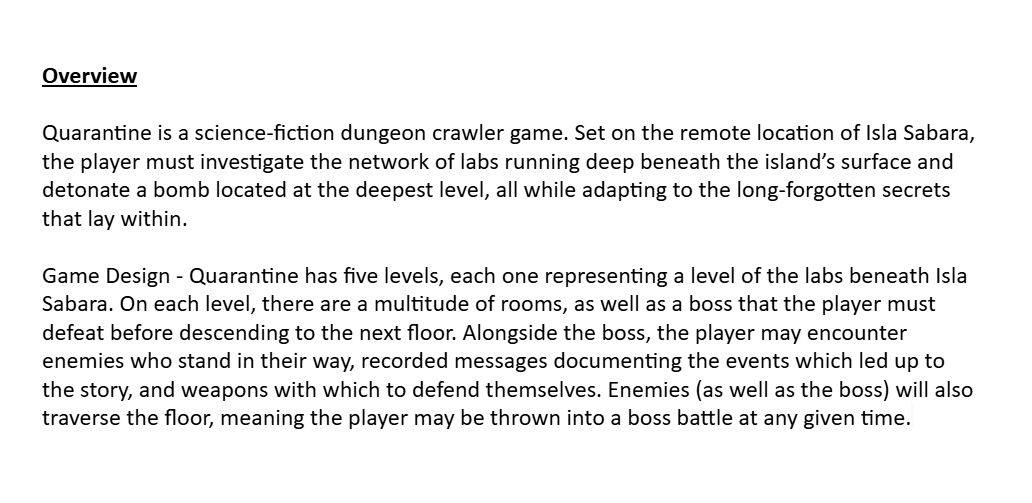 Overview
Quarantine is a science-fiction dungeon crawler game. Set on the remote location of Isla Sabara,
the player must investigate the network of labs running deep beneath the island’s surface and
detonate a bomb located at the deepest level, all while adapting to the long-forgotten secrets
that lay within.
Game Design - Quarantine has five levels, each one representing a level of the labs beneath Isla
Sabara. On each level, there are a multitude of rooms, as well as a boss that the player must
defeat before descending to the next floor. Alongside the boss, the player may encounter
enemies who stand in their way, recorded messages documenting the events which led up to
the story, and weapons with which to defend themselves. Enemies (as well as the boss) will also
traverse the floor, meaning the player may be thrown into a boss battle at any given time.